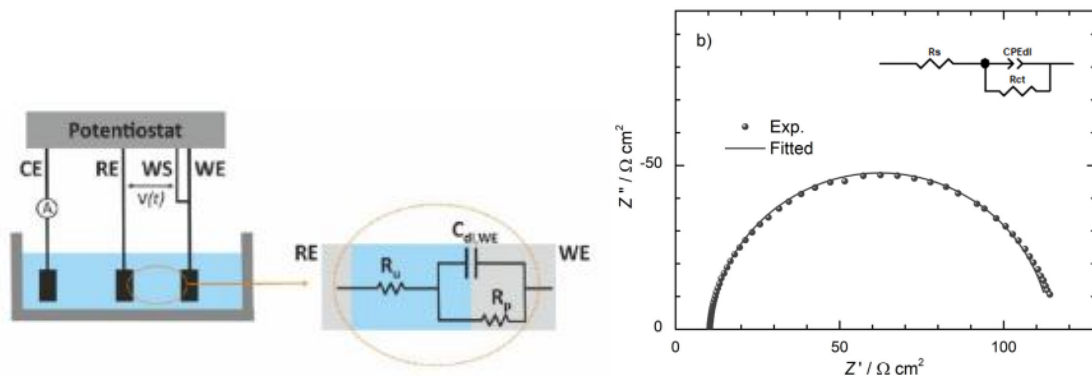 Potentiostat
CE RE WS WE
A
v(t)
RE
C_dl,WE
R_u
R_p
WE
b)
Rs
CPEdl
Rct
Exp.
Fitted
Z'' / Ω cm²
-50
0
0 50 100
Z' / Ω cm²